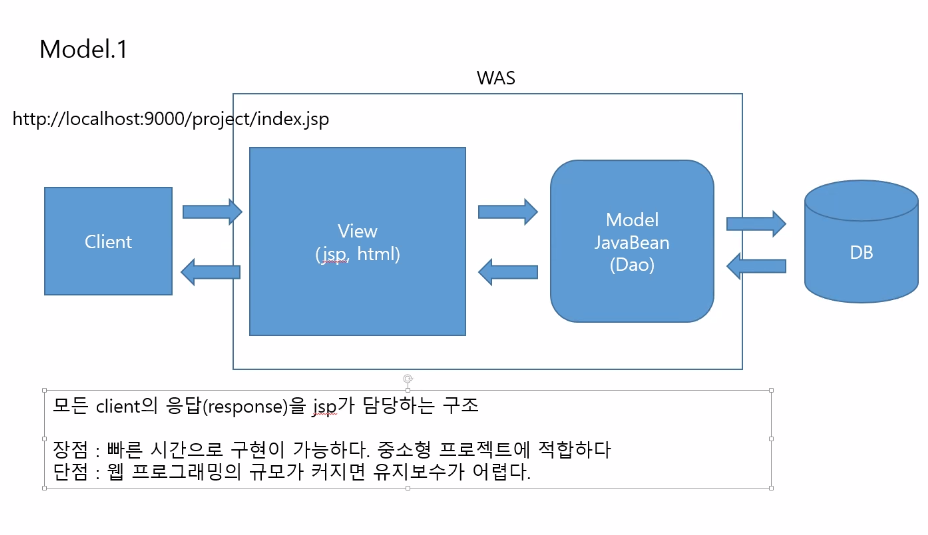 Model.1
WAS
http://localhost:9000/project/index.jsp
Client
View
(jsp, html)
Model
JavaBean
(Dao)
DB
모든 client의 응답(response)을 jsp가 담당하는 구조
장점 : 빠른 시간으로 구현이 가능하다. 중소형 프로젝트에 적합하다
단점 : 웹 프로그래밍의 규모가 커지면 유지보수가 어렵다.